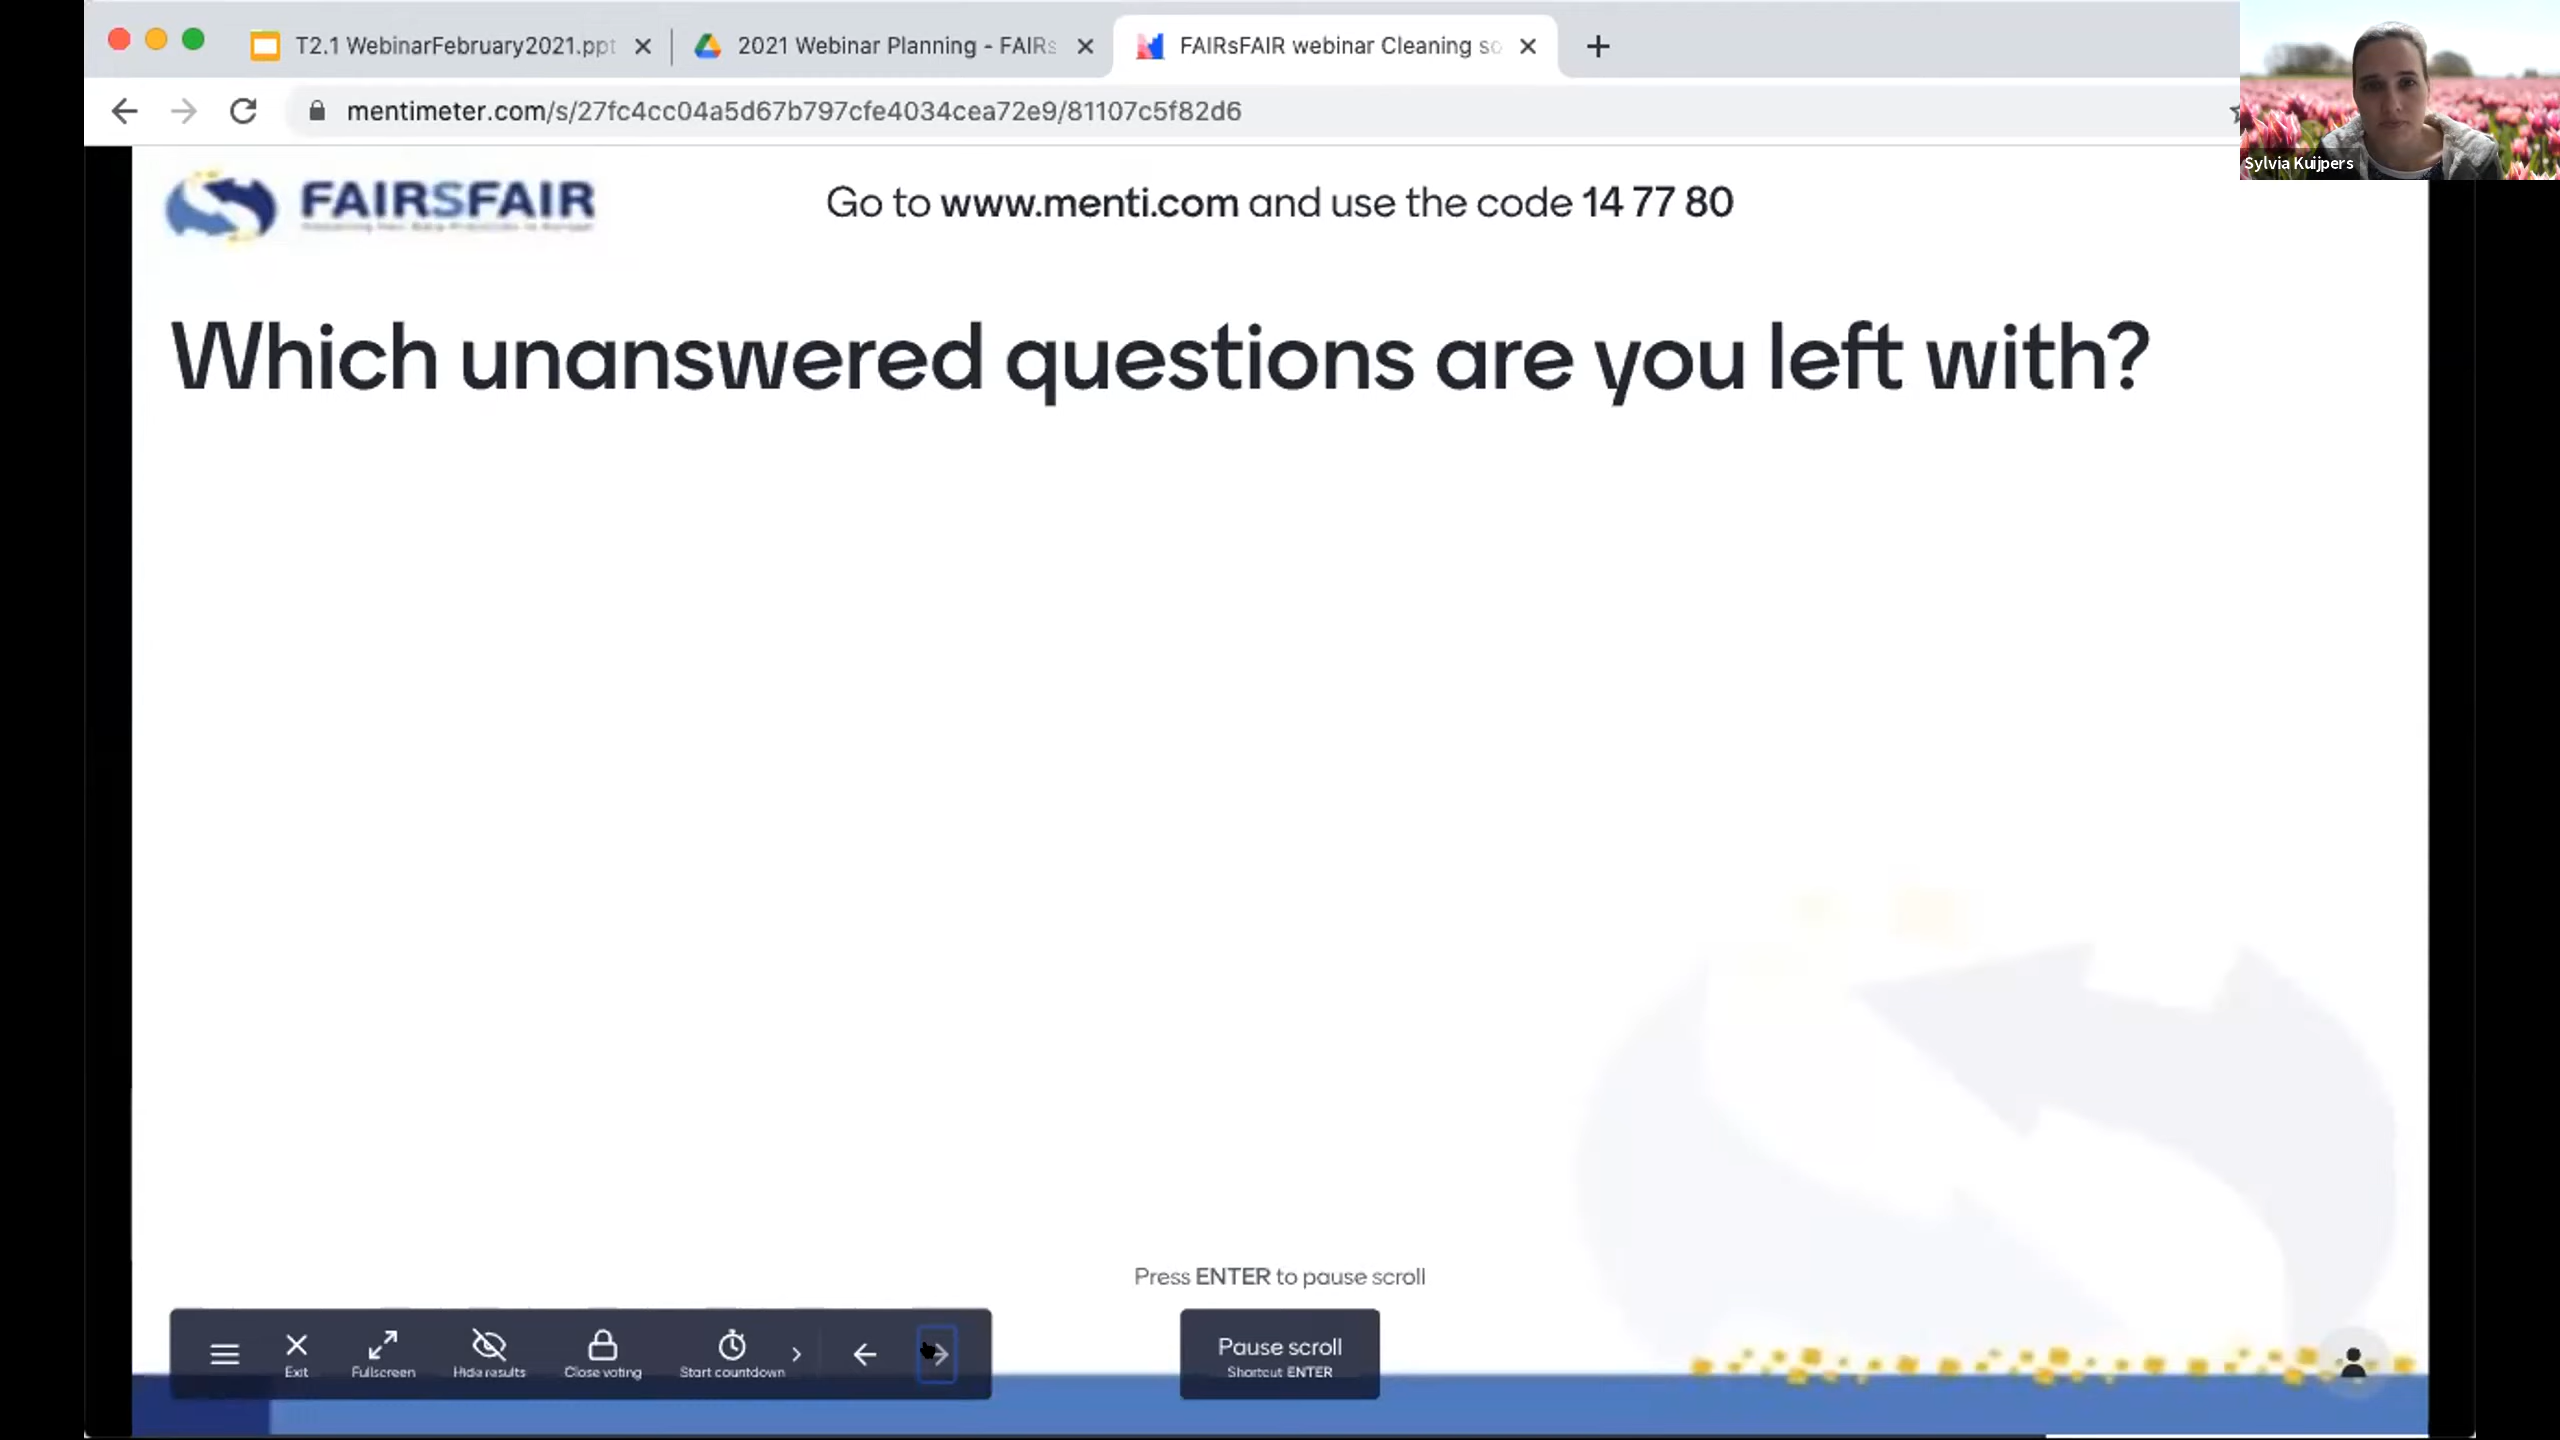 T2.1 WebinarFebruary2021.ppt
2021 Webinar Planning - FAIRs
FAIRsFAIR webinar Cleaning so
mentimeter.com/s/27fc4cc04a5d67b797cfe4034cea72e9/81107c5f82d6
Sylvia Kuijpers
FAIRSFAIR
Go to www.menti.com and use the code 14 77 80
Which unanswered questions are you left with?
Press ENTER to pause scroll
Exit
Fullscreen
Hide results
Close voting
Start countdown
Pause scroll
Shortcut ENTER